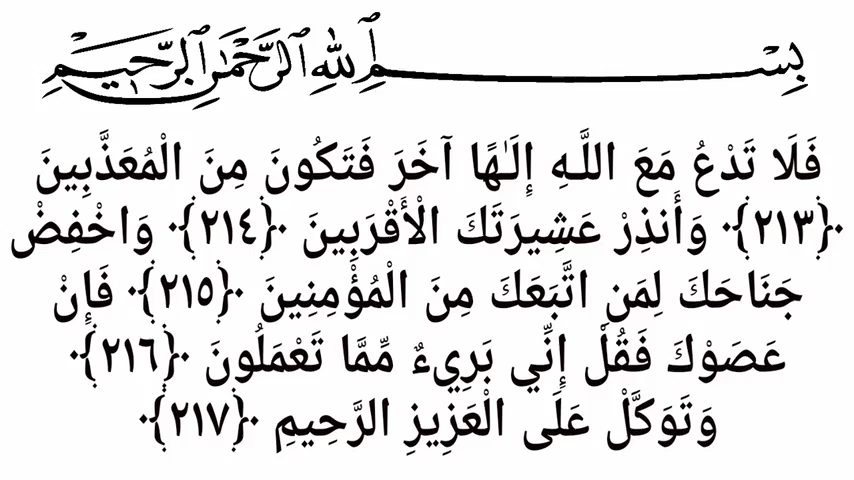 بِسْمِ ٱللَّهِ ٱلرَّحْمَٰنِ ٱلرَّحِيمِ
فَلَا تَدْعُ مَعَ اللَّـهِ إِلَـٰهًا آخَرَ فَتَكُونَ مِنَ الْمُعَذَّبِينَ
﴿٢١٣﴾ وَأَنذِرْ عَشِيرَتَكَ الْأَقْرَبِينَ ﴿٢١٤﴾ وَاخْفِضْ
جَنَاحَكَ لِمَنِ اتَّبَعَكَ مِنَ الْمُؤْمِنِينَ ﴿٢١٥﴾ فَإِنْ
عَصَوْكَ فَقُلْ إِنِّي بَرِيءٌ مِّمَّا تَعْمَلُونَ ﴿٢١٦﴾
وَتَوَكَّلْ عَلَى الْعَزِيزِ الرَّحِيمِ ﴿٢١٧﴾